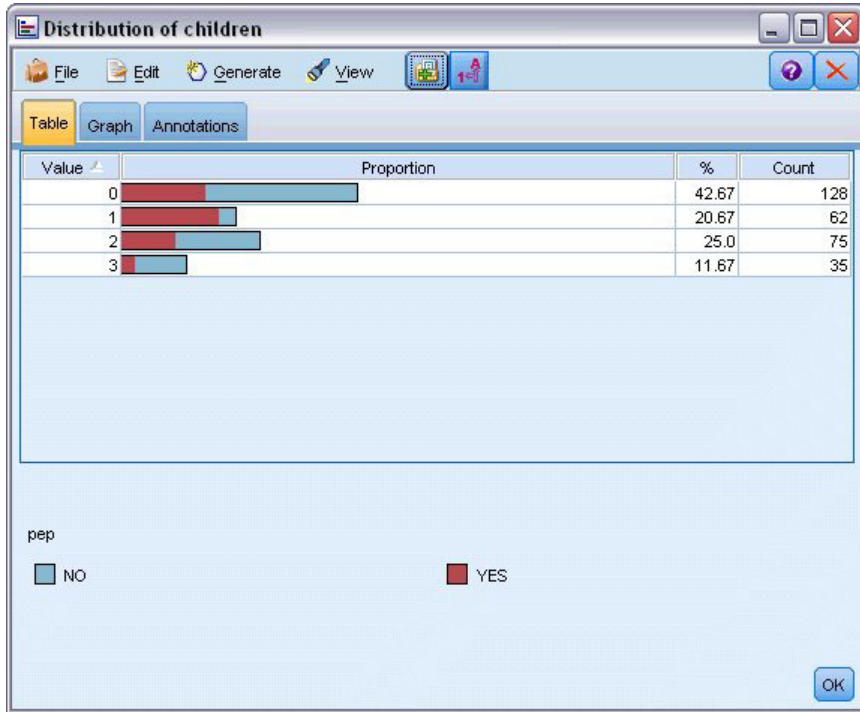 Distribution of children
File Edit Generate View
Table Graph Annotations
Value Proportion % Count
0 42.67 128
1 20.67 62
2 25.0 75
3 11.67 35
pep
NO YES
OK